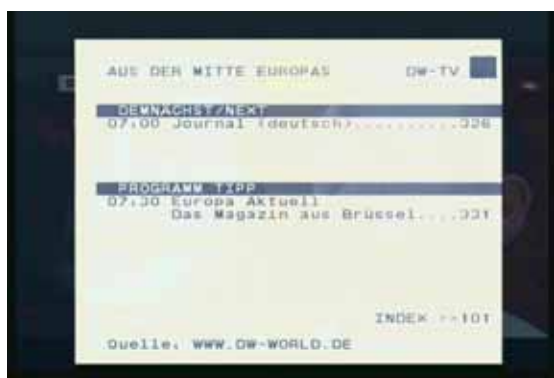 AUS DER MITTE EUROPAS DW-TV
DEMNÄCHST/NEXT
07:00 Journal (deutsch)..........326
PROGRAMM TIPP
07:30 Europa Aktuell
Das Magazin aus Brüssel....331
INDEX --101
Quelle: WWW.DW-WORLD.DE